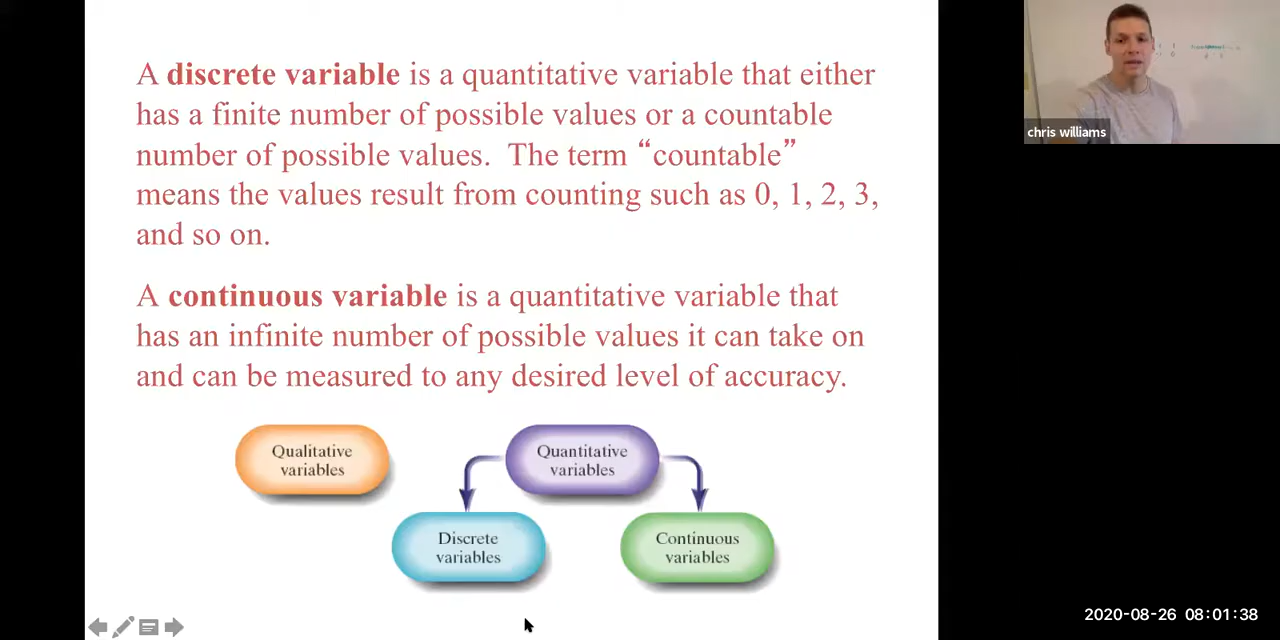 A discrete variable is a quantitative variable that either
has a finite number of possible values or a countable
number of possible values.  The term “countable”
means the values result from counting such as 0, 1, 2, 3,
and so on.
A continuous variable is a quantitative variable that
has an infinite number of possible values it can take on
and can be measured to any desired level of accuracy.
Qualitative
variables
Quantitative
variables
Discrete
variables
Continuous
variables
chris williams
2020-08-26 08:01:38